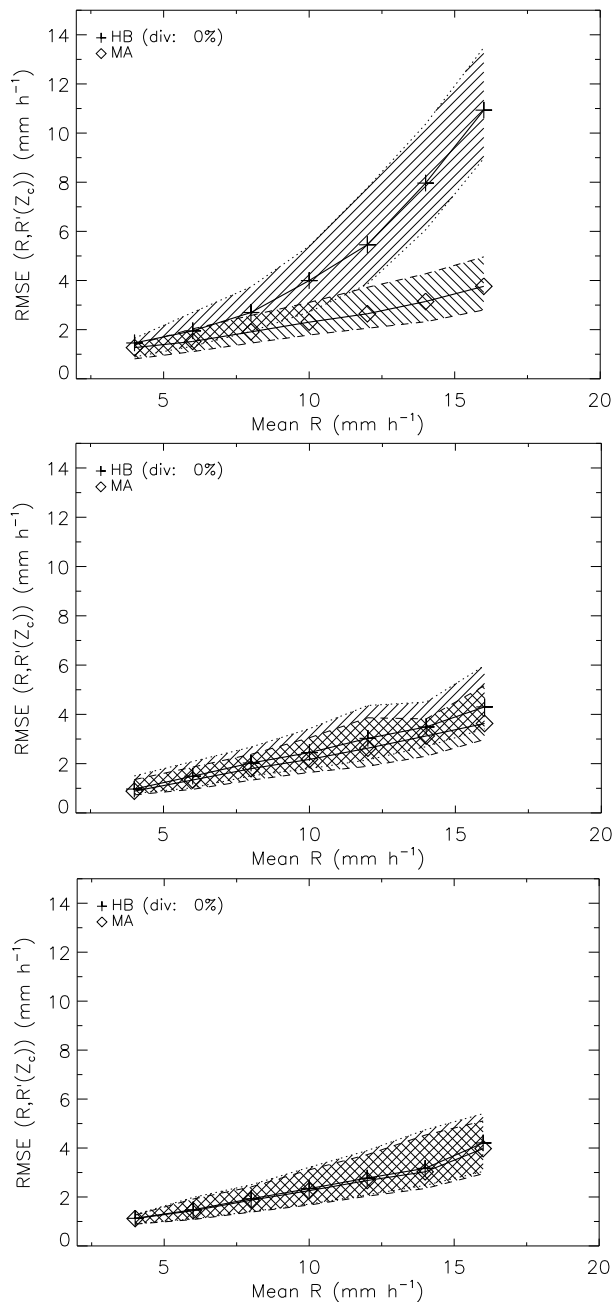 14
12
10
8
6
4
2
0
RMSE (R,R'(Z_c)) (mm h⁻¹)
+ HB (div: 0%)
◇ MA
5 10 15 20
Mean R (mm h⁻¹)
14
12
10
8
6
4
2
0
RMSE (R,R'(Z_c)) (mm h⁻¹)
+ HB (div: 0%)
◇ MA
5 10 15 20
Mean R (mm h⁻¹)
14
12
10
8
6
4
2
0
RMSE (R,R'(Z_c)) (mm h⁻¹)
+ HB (div: 0%)
◇ MA
5 10 15 20
Mean R (mm h⁻¹)